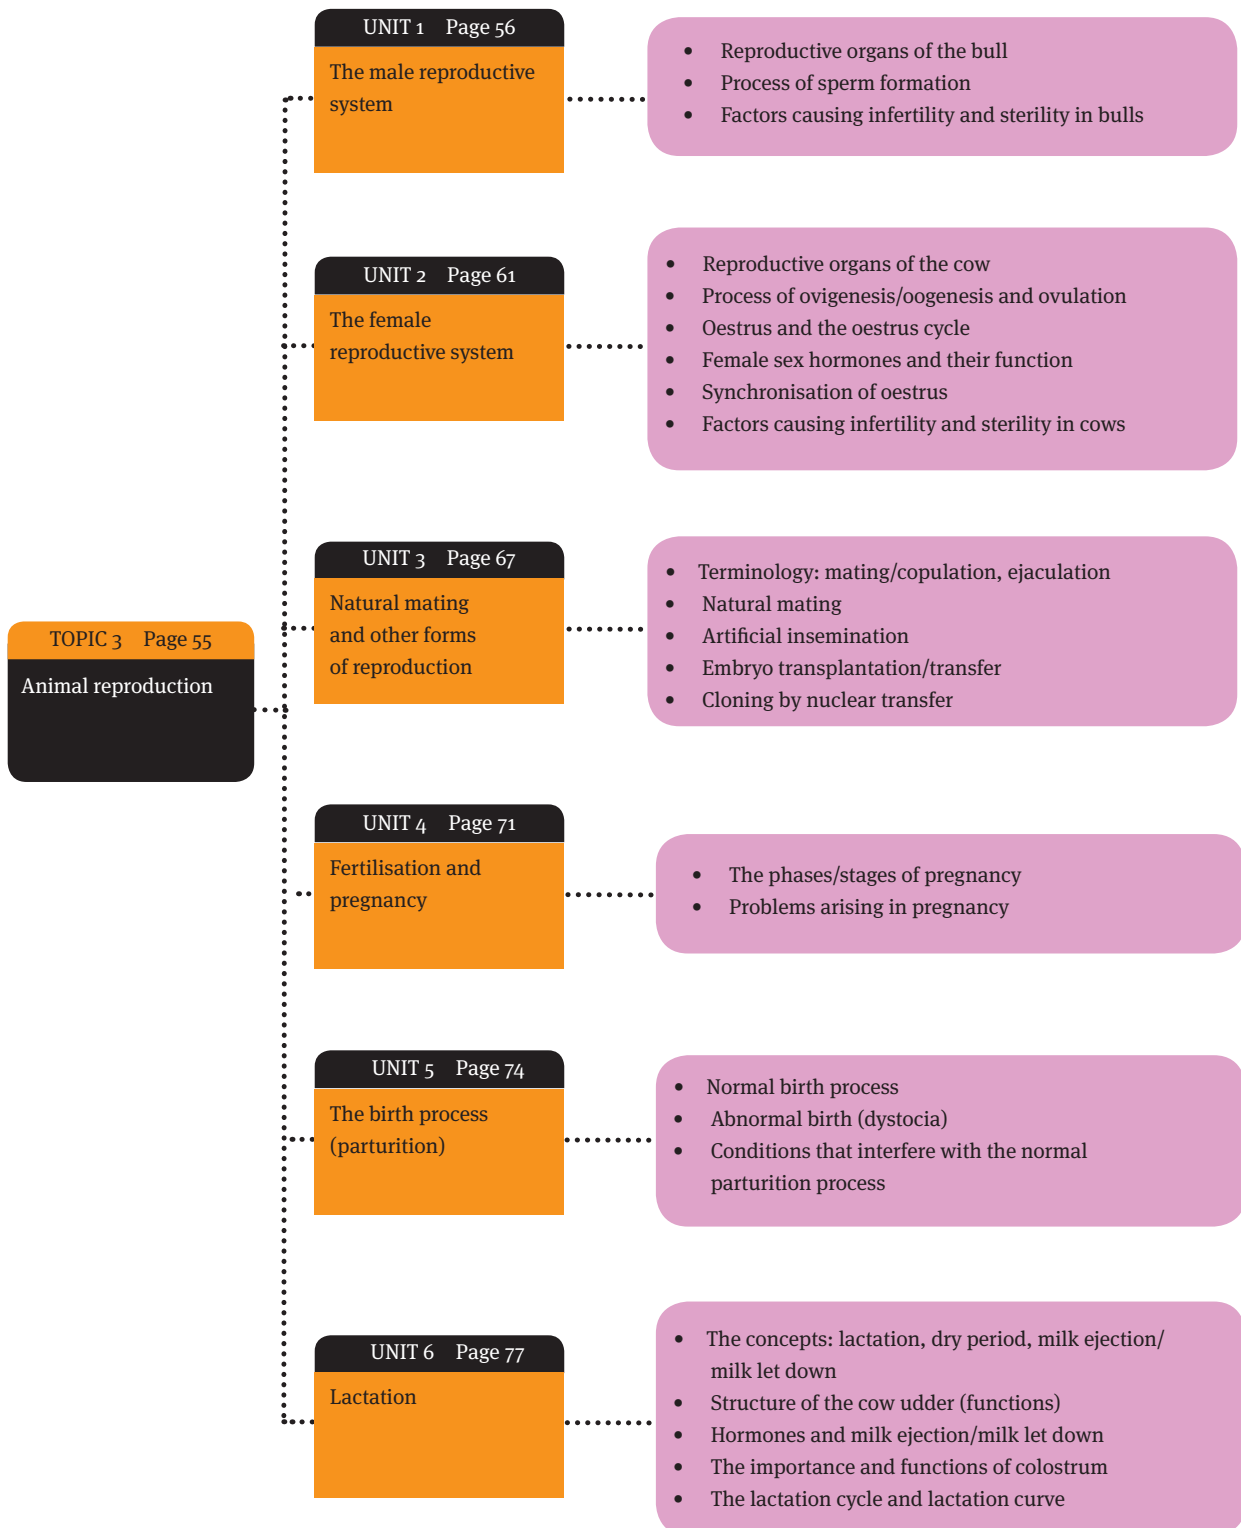 TOPIC 3 Page 55
Animal reproduction
UNIT 1 Page 56
The male reproductive
system
• Reproductive organs of the bull
• Process of sperm formation
• Factors causing infertility and sterility in bulls
UNIT 2 Page 61
The female
reproductive system
• Reproductive organs of the cow
• Process of ovigenesis/oogenesis and ovulation
• Oestrus and the oestrus cycle
• Female sex hormones and their function
• Synchronisation of oestrus
• Factors causing infertility and sterility in cows
UNIT 3 Page 67
Natural mating
and other forms
of reproduction
• Terminology: mating/copulation, ejaculation
• Natural mating
• Artificial insemination
• Embryo transplantation/transfer
• Cloning by nuclear transfer
UNIT 4 Page 71
Fertilisation and
pregnancy
• The phases/stages of pregnancy
• Problems arising in pregnancy
UNIT 5 Page 74
The birth process
(parturition)
• Normal birth process
• Abnormal birth (dystocia)
• Conditions that interfere with the normal
parturition process
UNIT 6 Page 77
Lactation
• The concepts: lactation, dry period, milk ejection/
milk let down
• Structure of the cow udder (functions)
• Hormones and milk ejection/milk let down
• The importance and functions of colostrum
• The lactation cycle and lactation curve